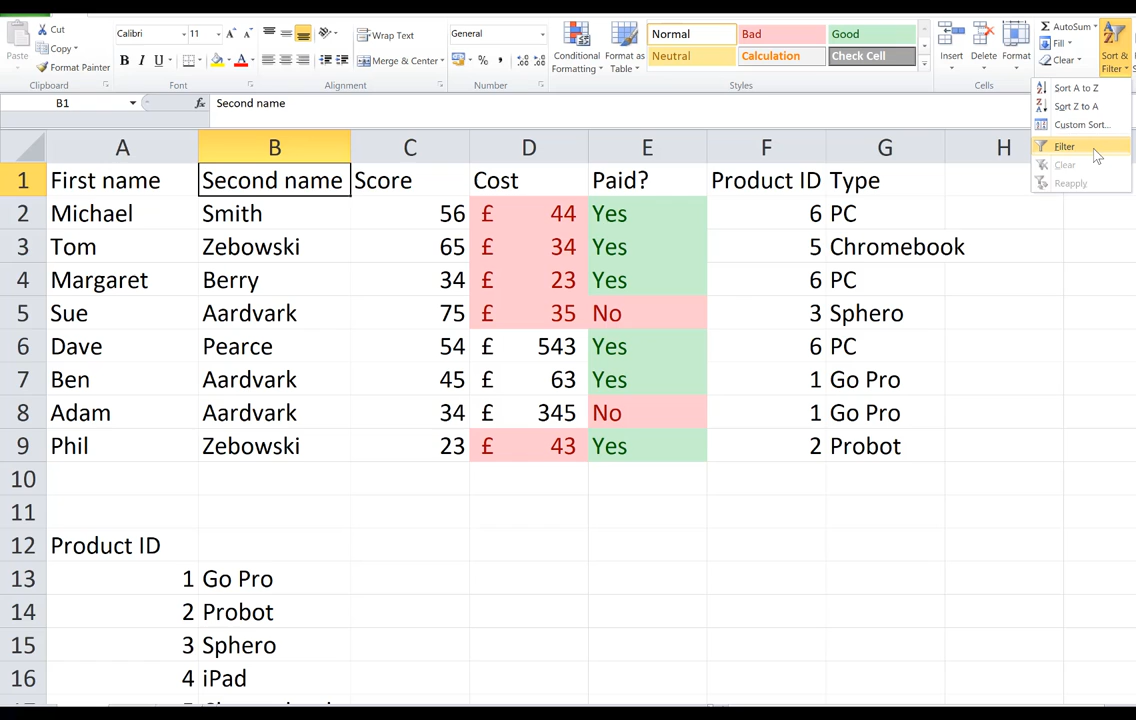 Cut
Copy
Format Painter
Paste
Clipboard
Calibri 11
B I U
Font
Wrap Text
Merge & Center
Alignment
General
%
Number
Conditional Formatting
Format as Table
Normal Bad Good
Neutral Calculation Check Cell
Styles
Insert Delete Format
Cells
AutoSum
Fill
Clear
Sort & Filter
Sort A to Z
Sort Z to A
Custom Sort...
Filter
Clear
Reapply
B1 fx Second name
A B C D E F G H
1 First name Second name Score Cost Paid? Product ID Type
2 Michael Smith 56 £ 44 Yes 6 PC
3 Tom Zebowski 65 £ 34 Yes 5 Chromebook
4 Margaret Berry 34 £ 23 Yes 6 PC
5 Sue Aardvark 75 £ 35 No 3 Sphero
6 Dave Pearce 54 £ 543 Yes 6 PC
7 Ben Aardvark 45 £ 63 Yes 1 Go Pro
8 Adam Aardvark 34 £ 345 No 1 Go Pro
9 Phil Zebowski 23 £ 43 Yes 2 Probot
10
11
12 Product ID
13 1 Go Pro
14 2 Probot
15 3 Sphero
16 4 iPad